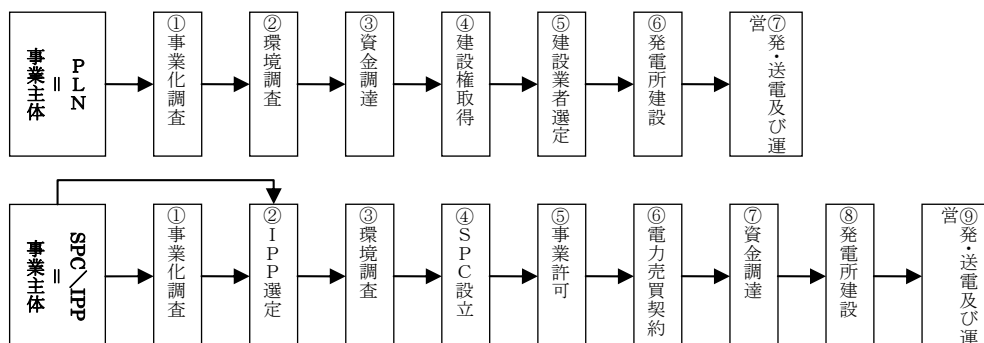 事業主体
＝
PLN
①事業化調査
②環境調査
③資金調達
④建設権取得
⑤建設業者選定
⑥発電所建設
⑦発・送電及び運営
事業主体
＝
SPC／IPP
①事業化調査
②IPP選定
③環境調査
④SPC設立
⑤事業許可
⑥電力売買契約
⑦資金調達
⑧発電所建設
⑨発・送電及び運営